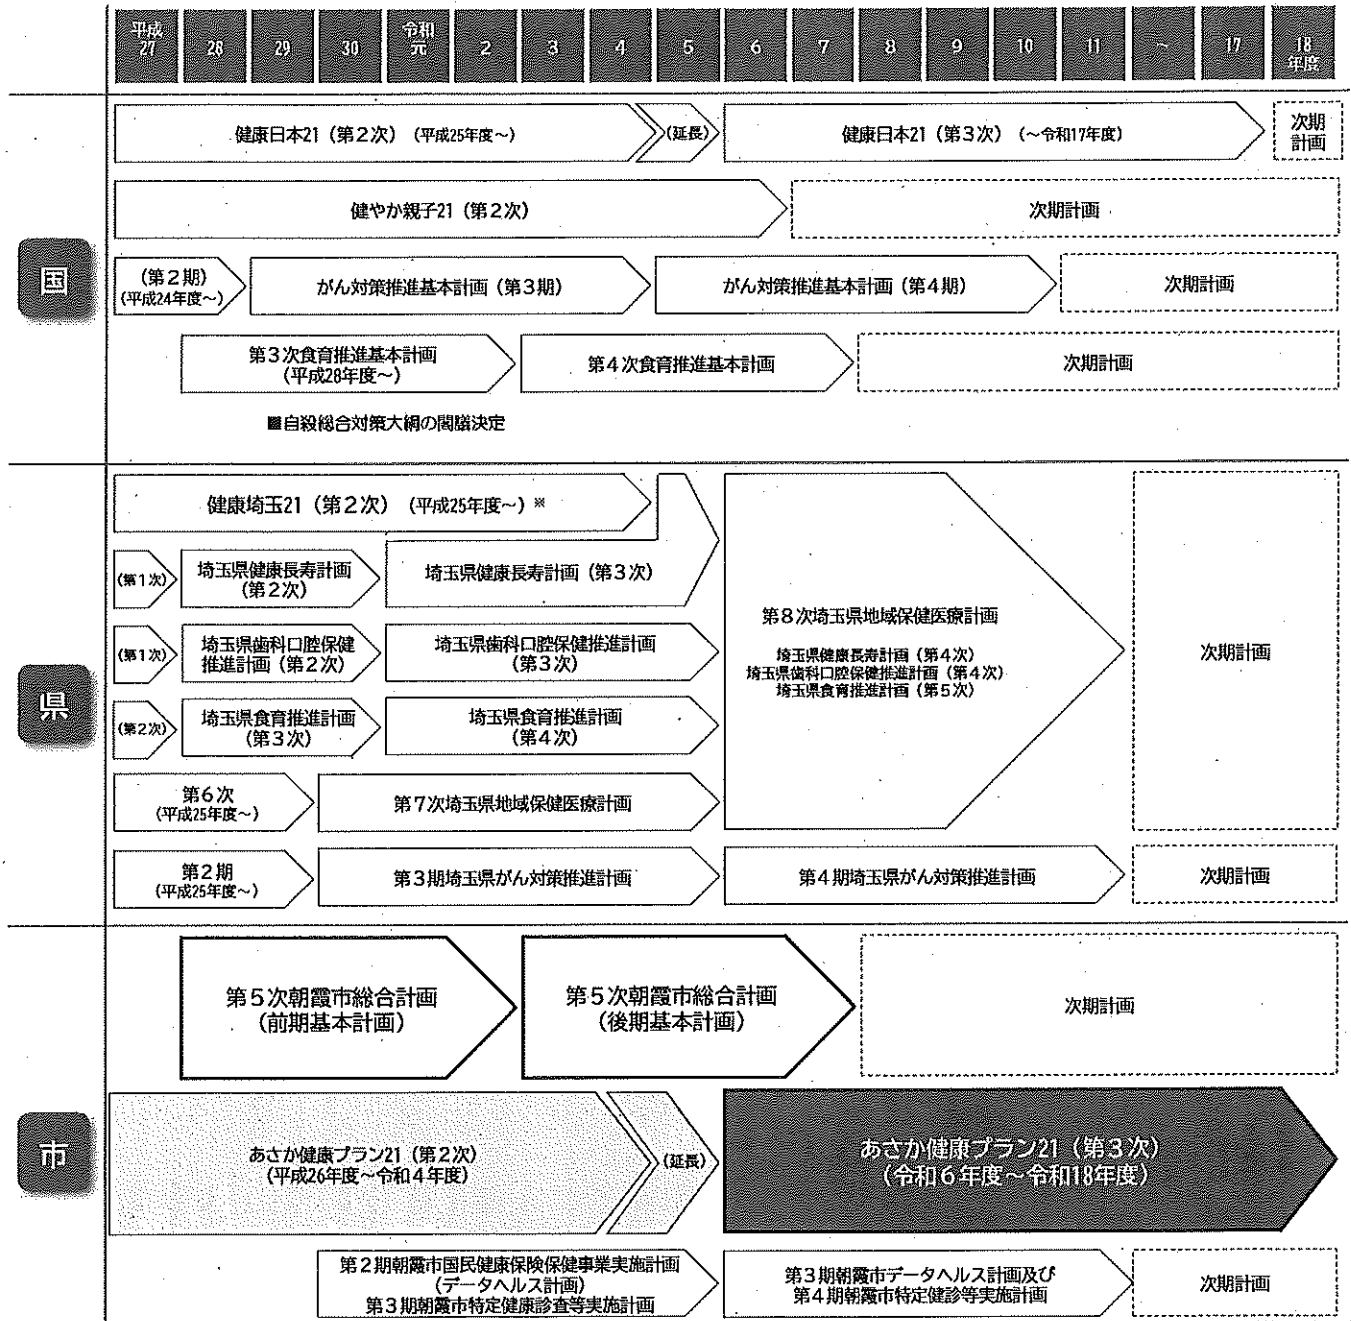 平成
27
28
29
30
令和
元
2
3
4
5
6
7
8
9
10
11
～
17
18
年度
国
健康日本21（第２次）（平成25年度～）
（延長）
健康日本21（第３次）（～令和17年度）
次期
計画
健やか親子21（第２次）
次期計画
（第２期）
（平成24年度～）
がん対策推進基本計画（第３期）
がん対策推進基本計画（第４期）
次期計画
第３次食育推進基本計画
（平成28年度～）
第４次食育推進基本計画
次期計画
■自殺総合対策大綱の閣議決定
県
健康埼玉21（第２次）（平成25年度～）※
（第１次）
埼玉県健康長寿計画
（第２次）
埼玉県健康長寿計画（第３次）
（第１次）
埼玉県歯科口腔保健
推進計画（第２次）
埼玉県歯科口腔保健推進計画
（第３次）
（第２次）
埼玉県食育推進計画
（第３次）
埼玉県食育推進計画
（第４次）
第６次
（平成25年度～）
第７次埼玉県地域保健医療計画
第８次埼玉県地域保健医療計画
埼玉県健康長寿計画（第４次）
埼玉県歯科口腔保健推進計画（第４次）
埼玉県食育推進計画（第５次）
次期計画
第２期
（平成25年度～）
第３期埼玉県がん対策推進計画
第４期埼玉県がん対策推進計画
次期計画
市
第５次朝霞市総合計画
（前期基本計画）
第５次朝霞市総合計画
（後期基本計画）
次期計画
あさか健康プラン21（第２次）
（平成26年度～令和４年度）
（延長）
あさか健康プラン21（第３次）
（令和６年度～令和18年度）
第２期朝霞市国民健康保険保健事業実施計画
（データヘルス計画）
第３期朝霞市特定健康診査等実施計画
第３期朝霞市データヘルス計画及び
第４期朝霞市特定健診等実施計画
次期計画